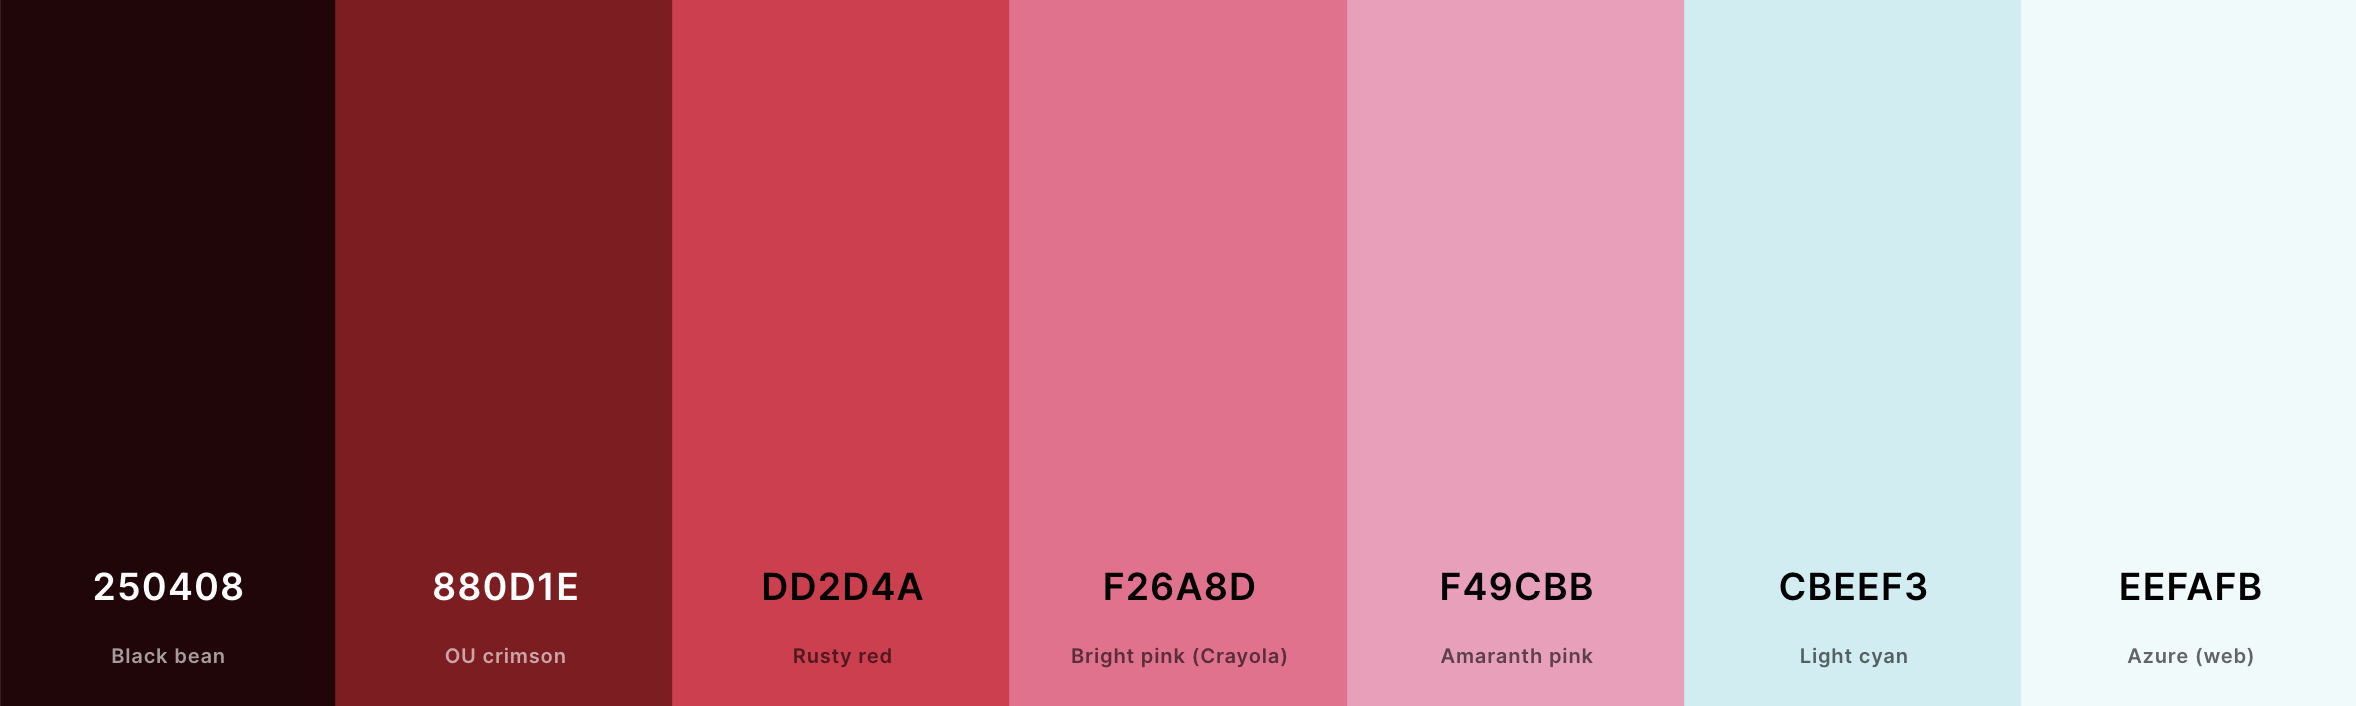 250408
Black bean
880D1E
OU crimson
DD2D4A
Rusty red
F26A8D
Bright pink (Crayola)
F49CBB
Amaranth pink
CBEEF3
Light cyan
EEFAFB
Azure (web)